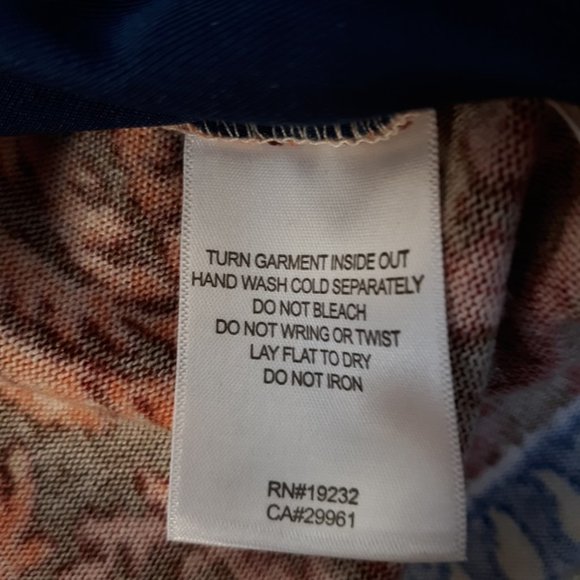 TURN GARMENT INSIDE OUT
HAND WASH COLD SEPARATELY
DO NOT BLEACH
DO NOT WRING OR TWIST
LAY FLAT TO DRY
DO NOT IRON
RN#19232
CA#29961